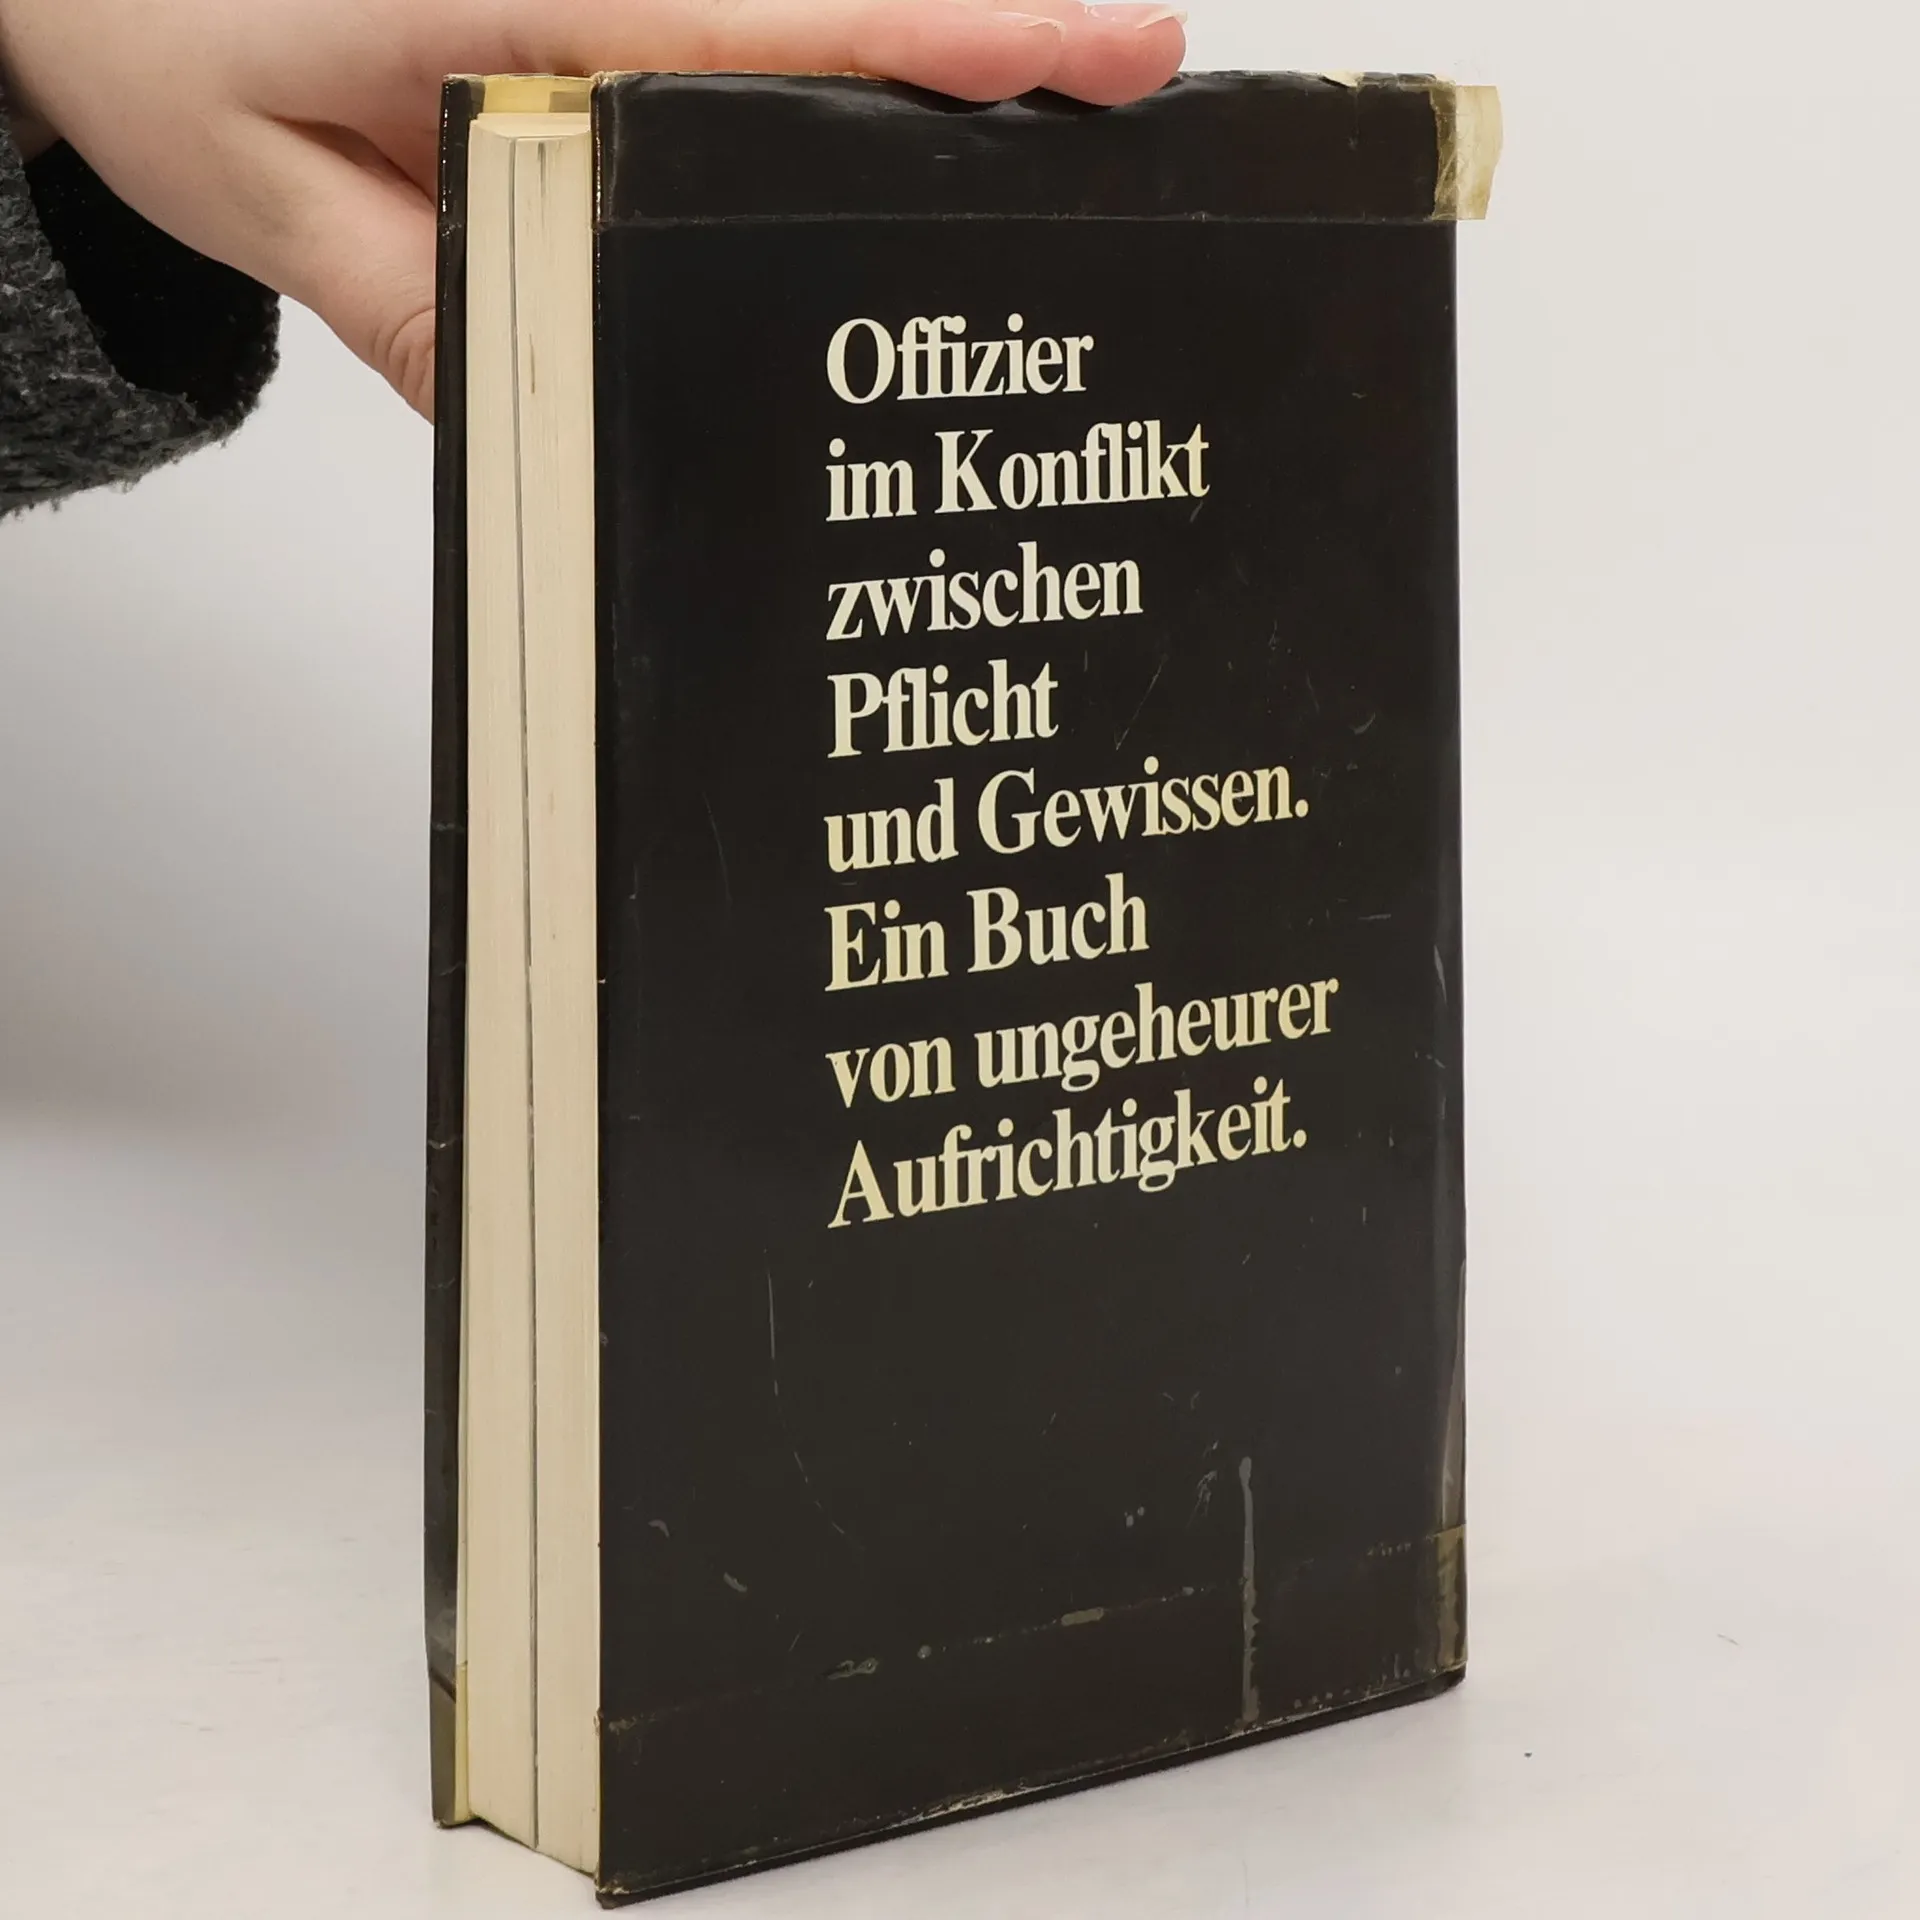 Offizier
im Konflikt
zwischen
Pflicht
und Gewissen.
Ein Buch
von ungeheurer
Aufrichtigkeit.